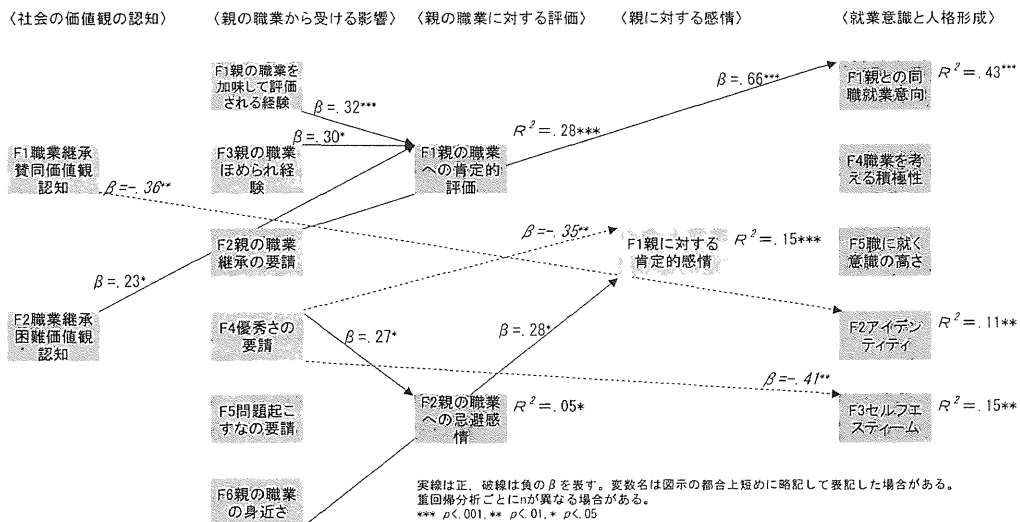 〈社会の価値観の認知〉 〈親の職業から受ける影響〉 〈親の職業に対する評価〉 〈親に対する感情〉 〈就業意識と人格形成〉
F1職業継承
賛同価値観
認知
F2職業継承
困難価値観
認知
F1親の職業を
加味して評価
される経験
F3親の職業
ほめられ経
験
F2親の職業
継承の要請
F4優秀さの
要請
F5問題起こ
すなの要請
F6親の職業
の身近さ
F1親の職業
への肯定的
評価
F2親の職業
への忌避感
情
F1親に対する
肯定的感情
F1親との同
職就業意向
F4職業を考
える積極性
F5職に就く
意識の高さ
F2アイデン
ティティ
F3セルフエ
スティーム
β=.32***
β=.30*
β=-.36**
β=.23*
β=.27*
R²=.28***
R²=.05*
β=-.35**
β=.28*
β=.66***
R²=.15***
β=-.41**
R²=.43***
R²=.11**
R²=.15**
実線は正、破線は負のβを表す。変数名は図示の都合上短めに略記して表記した場合がある。
重回帰分析ごとにnが異なる場合がある。
*** p<.001, ** p<.01, * p<.05